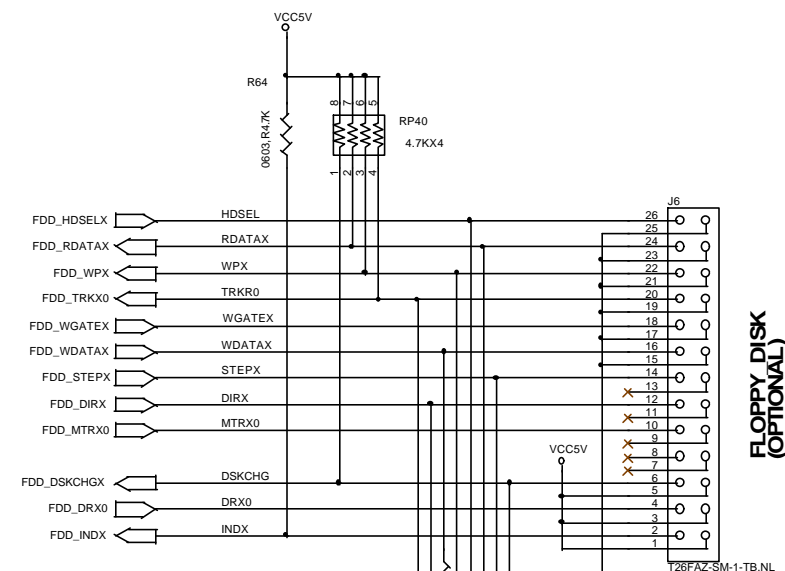 VCC5V
R64
0603,R4.7K
8
7
6
5
RP40
4.7KX4
1
2
3
4
J6
FDD_HDSELX HDSEL 26
25
FDD_RDATAX RDATAX 24
23
FDD_WPX WPX 22
21
FDD_TRKX0 TRKR0 20
19
FDD_WGATEX WGATEX 18
17
FDD_WDATAX WDATAX 16
15
FDD_STEPX STEPX 14
13
FDD_DIRX DIRX 12
11
FDD_MTRX0 MTRX0 10
9
VCC5V
8
7
FDD_DSKCHGX DSKCHG 6
5
FDD_DRX0 DRX0 4
3
FDD_INDX INDX 2
1
T26FAZ-SM-1-TB.NL
FLOPPY_DISK
(OPTIONAL)